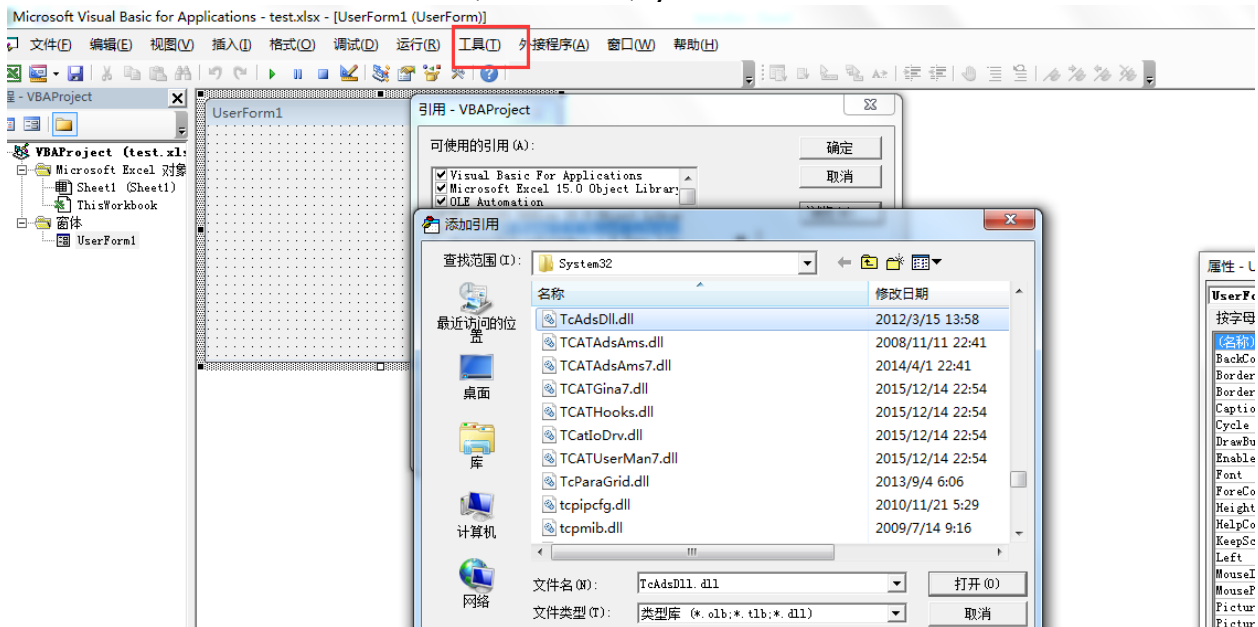 Microsoft Visual Basic for Applications - test.xlsx - [UserForm1 (UserForm)]
文件(F) 编辑(E) 视图(V) 插入(I) 格式(O) 调试(D) 运行(R) 工具(T) 外接程序(A) 窗口(W) 帮助(H)
- VBAProject
VBAProject (test.xl
Microsoft Excel 对象
Sheet1 (Sheet1)
ThisWorkbook
窗体
UserForm1
UserForm1
引用 - VBAProject
可使用的引用(A):
Visual Basic For Applications
Microsoft Excel 15.0 Object Library
OLE Automation
确定
取消
添加引用
查找范围(I):
System32
最近访问的位置
桌面
库
计算机
网络
名称 修改日期
TcAdsDll.dll 2012/3/15 13:58
TCATAdsAms.dll 2008/11/11 22:41
TCATAdsAms7.dll 2014/4/1 22:41
TCATGina7.dll 2015/12/14 22:54
TCATHooks.dll 2015/12/14 22:54
TCatIoDrv.dll 2015/12/14 22:54
TCATUserMan7.dll 2015/12/14 22:54
TcParaGrid.dll 2013/9/4 6:06
tcpipcfg.dll 2010/11/21 5:29
tcpmib.dll 2009/7/14 9:16
文件名(N): TcAdsDll.dll 打开(O)
文件类型(T): 类型库 (*.olb;*.tlb;*.dll) 取消
属性 - U
UserFo
按字母
(名称)
BackCo
Border
Border
Captio
Cycle
DrawBu
Enable
Font
ForeCo
Height
HelpCo
KeepSc
Left
MouseI
MouseP
Pictur
Pictur